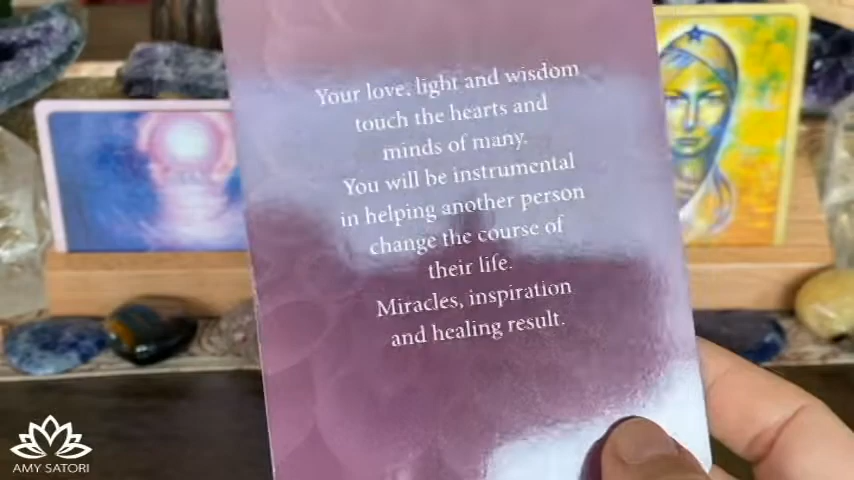 Your love, light and wisdom
touch the hearts and
minds of many.
You will be instrumental
in helping another person
change the course of
their life.
Miracles, inspiration
and healing result.
AMY SATORI